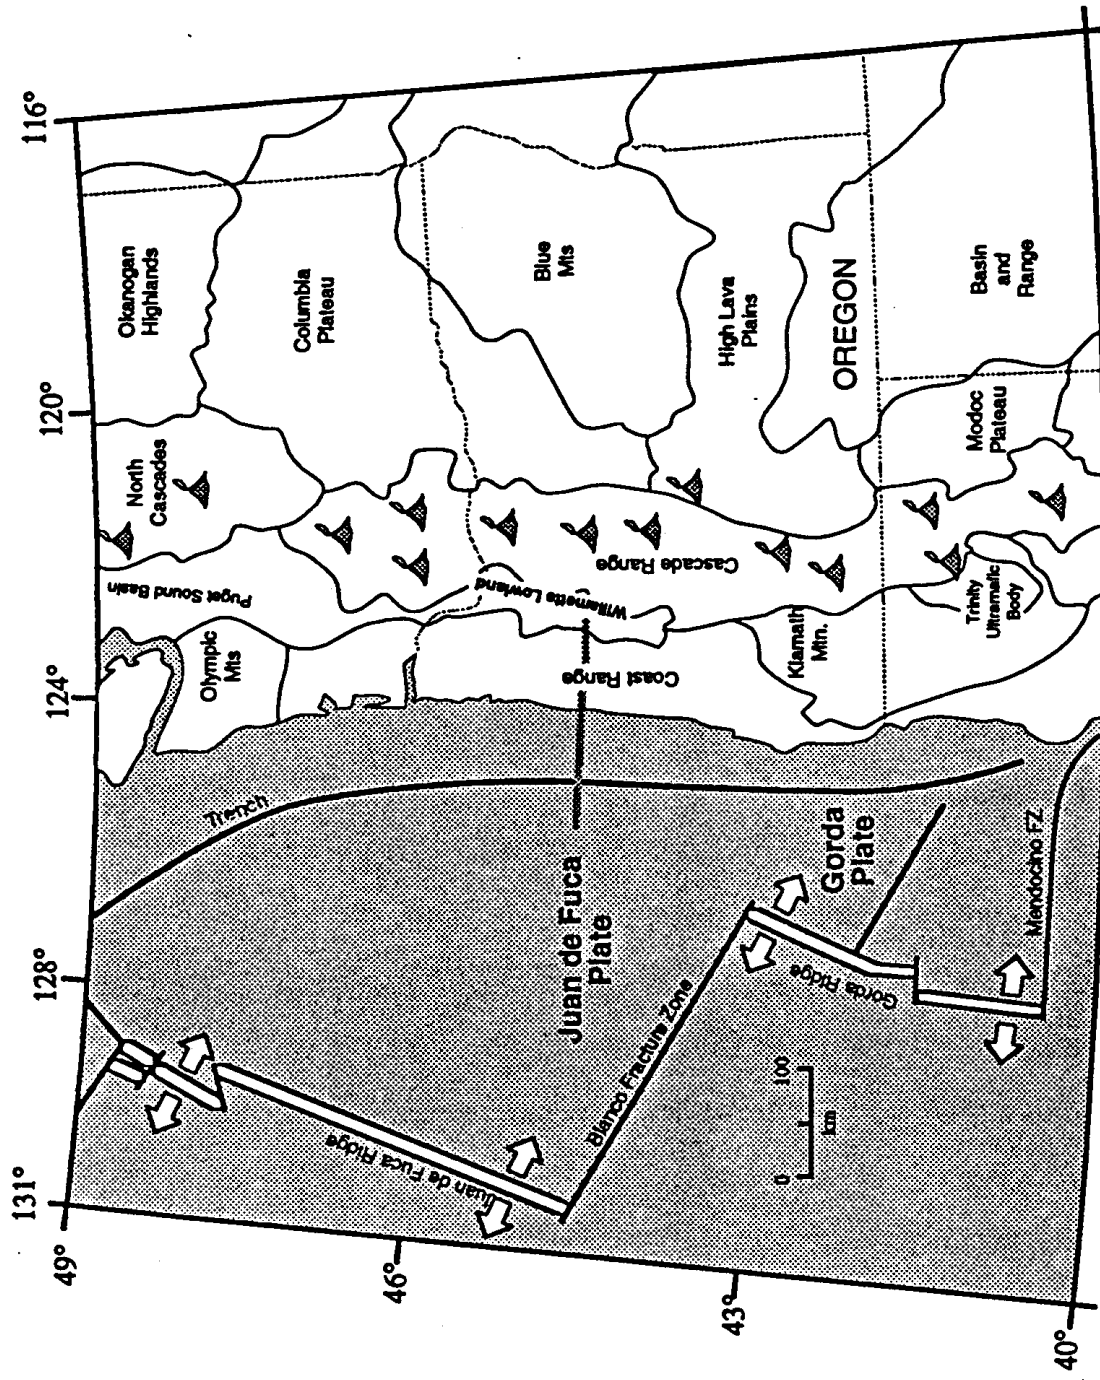 131°
128°
124°
120°
116°
49°
46°
43°
40°
Okanogan
Highlands
North
Cascades
Puget Sound Basin
Olympic
Mts
Columbia
Plateau
Trench
Juan de Fuca Ridge
Blue
Mts
Cascade Range
Willamette Lowland
Coast Range
Juan de Fuca
Plate
Blanco Fracture Zone
High Lava
Plains
OREGON
Klamath
Mtn.
Gorda
Plate
Gorda Ridge
0
100
km
Basin
and
Range
Modoc
Plateau
Trinity
Ultramafic
Body
Mendocino FZ